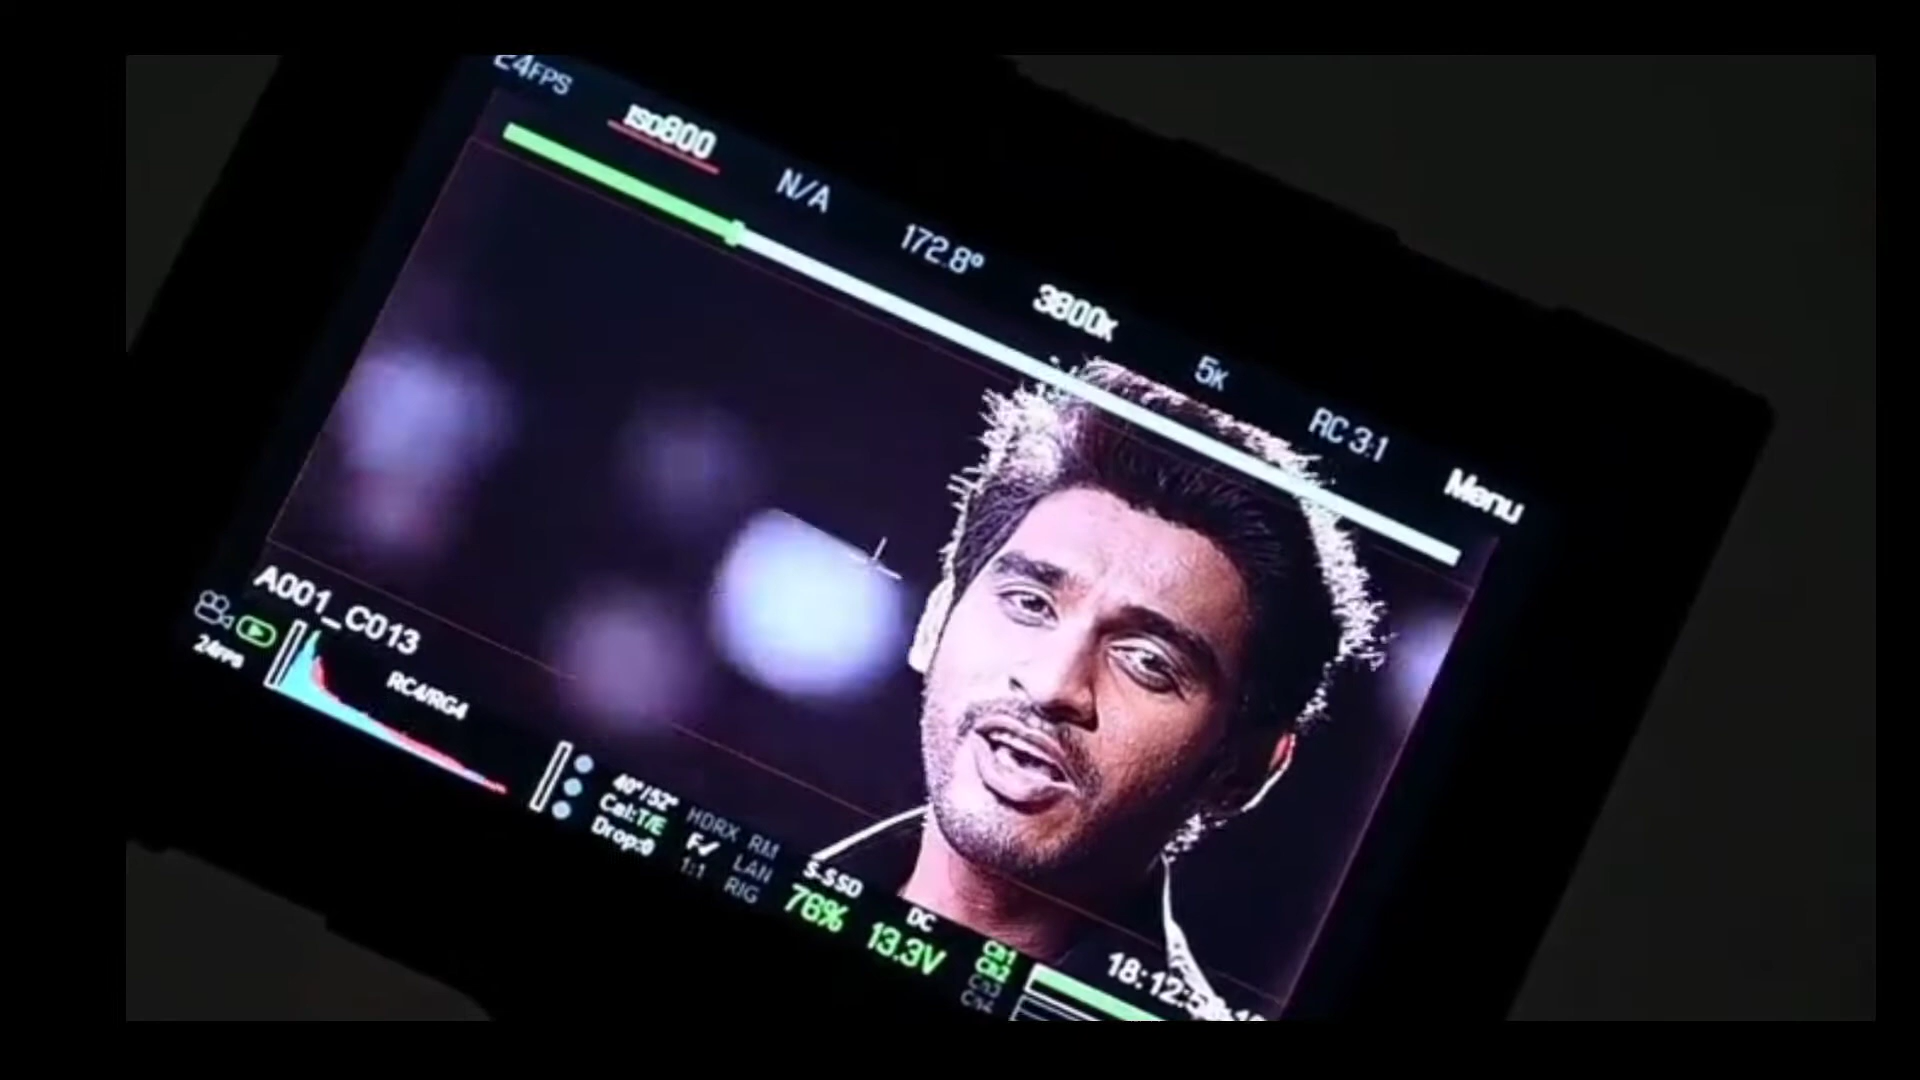 24FPS
ISO800
N/A
172.8°
3800K
5K
RC 3:1
Menu
A001_C013
24FPS
RC4/RG4
40°/52°
Cal:T/E
Drop:0
HDRX RM
F✓ LAN
1:1 RIG
S-SSD
76%
DC
13.3V
Ch1
Ch2
Ch3
Ch4